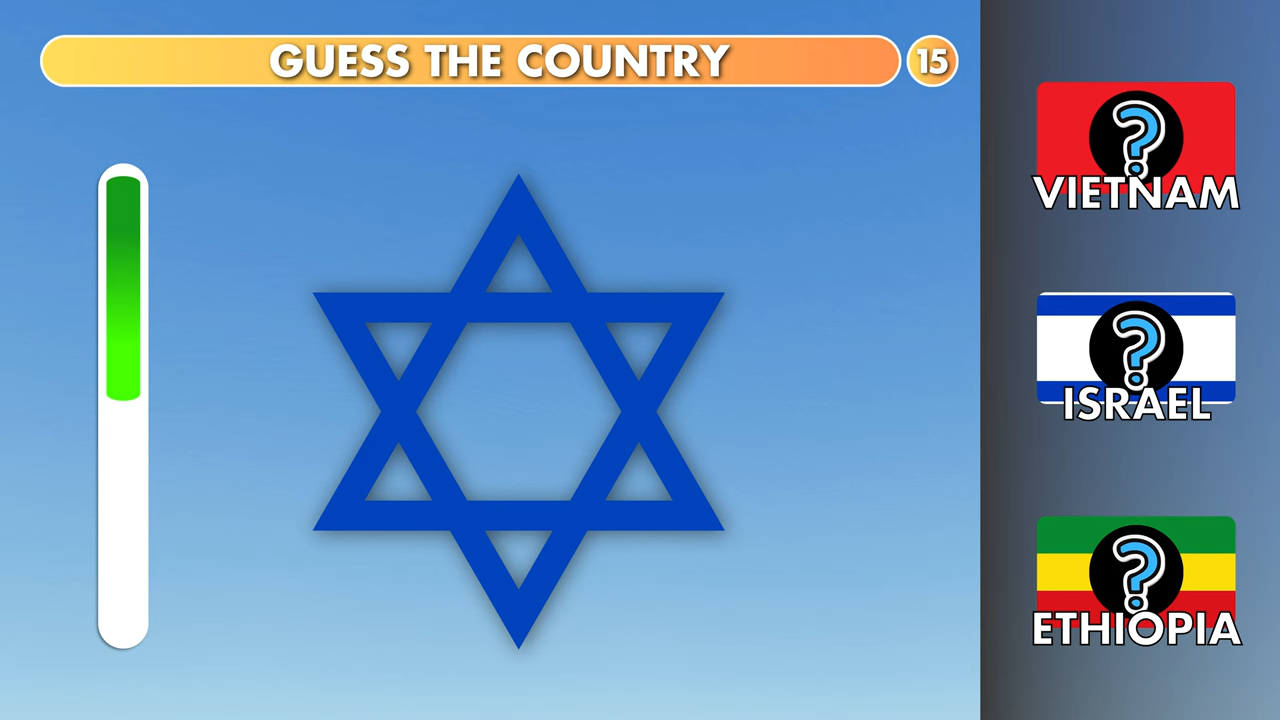 GUESS THE COUNTRY
15
?
VIETNAM
?
ISRAEL
?
ETHIOPIA